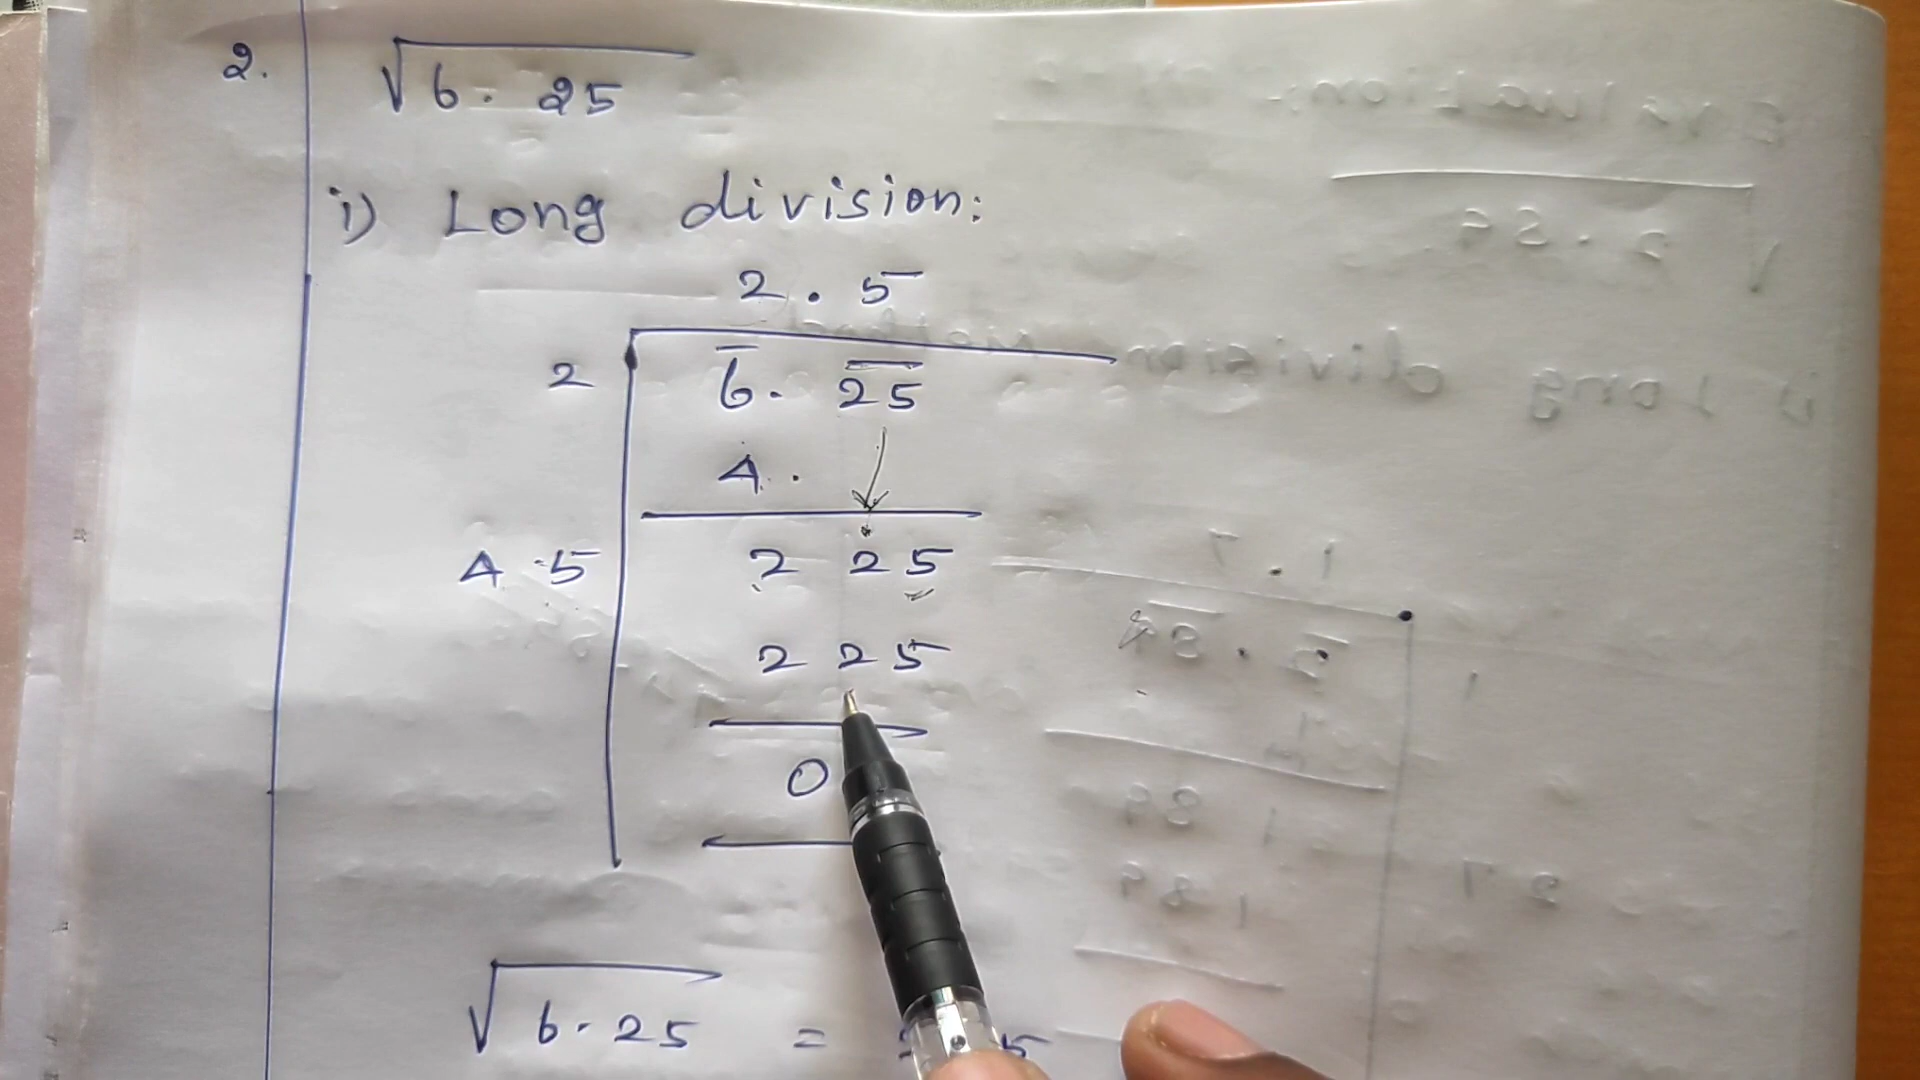 2. √6. 25
i) Long division:
2. 5
2 6. 25
4.
4 5 2 25
2 25
0
√6.25 = 5